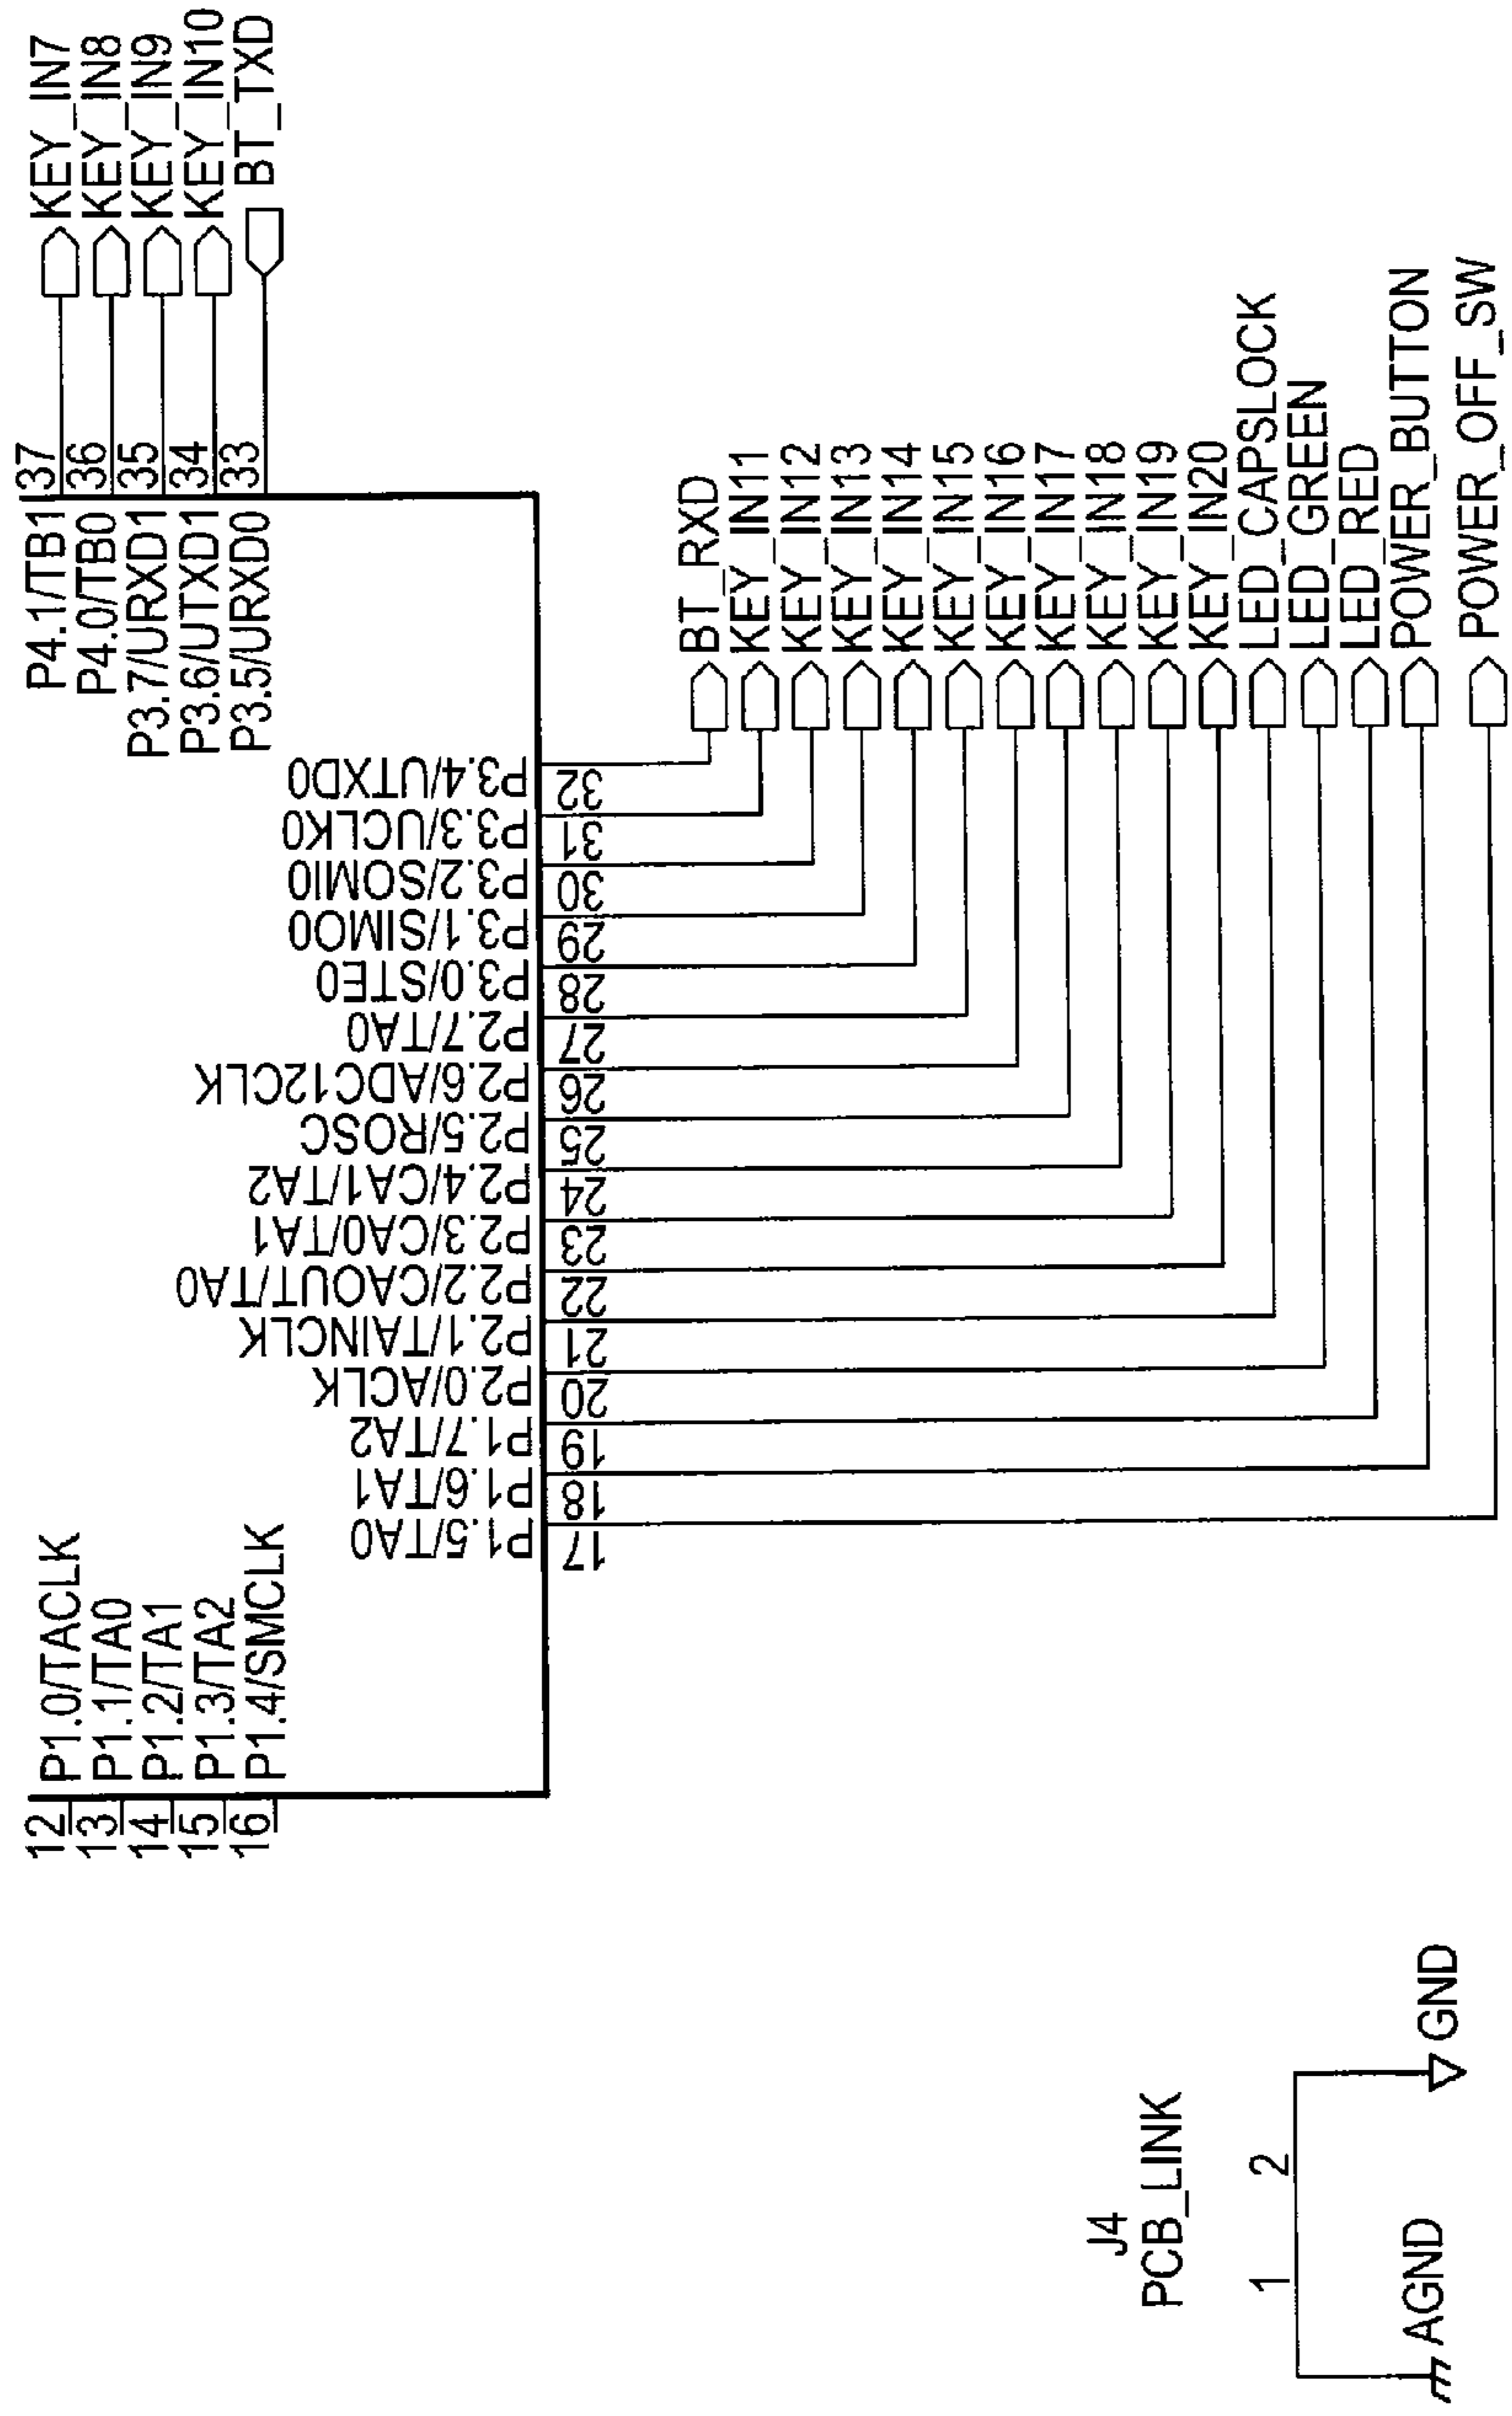 12
13
14
15
16
P1.0/TACLK
P1.1/TA0
P1.2/TA1
P1.3/TA2
P1.4/SMCLK
P4.1/TB1
P4.0/TB0
P3.7/URXD1
P3.6/UTXD1
P3.5/URXD0
37
36
35
34
33
KEY_IN7
KEY_IN8
KEY_IN9
KEY_IN10
BT_TXD
P1.5/TA0
P1.6/TA1
P1.7/TA2
P2.0/ACLK
P2.1/TAINCLK
P2.2/CAOUT/TA0
P2.3/CA0/TA1
P2.4/CA1/TA2
P2.5/ROSC
P2.6/ADC12CLK
P2.7/TA0
P3.0/STE0
P3.1/SIMO0
P3.2/SOMI0
P3.3/UCLK0
P3.4/UTXD0
17
18
19
20
21
22
23
24
25
26
27
28
29
30
31
32
BT_RXD
KEY_IN11
KEY_IN12
KEY_IN13
KEY_IN14
KEY_IN15
KEY_IN16
KEY_IN17
KEY_IN18
KEY_IN19
KEY_IN20
LED_CAPSLOCK
LED_GREEN
LED_RED
POWER_BUTTON
POWER_OFF_SW
J4
PCB_LINK
1
2
AGND
GND